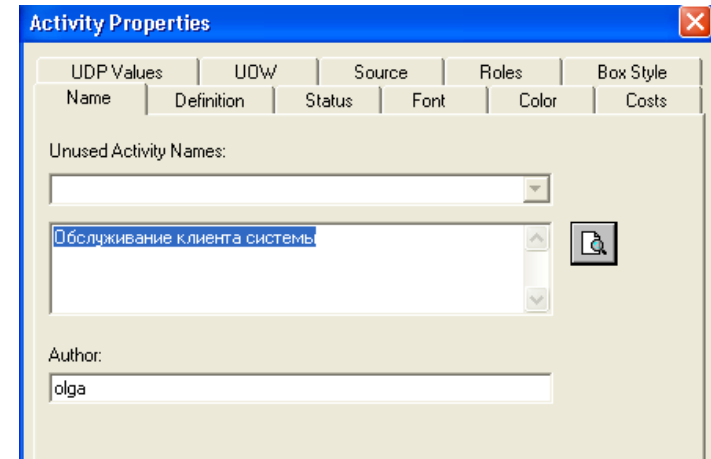 Activity Properties
UDP Values UOW Source Roles Box Style
Name Definition Status Font Color Costs
Unused Activity Names:
Обслуживание клиента системы
Author:
olga